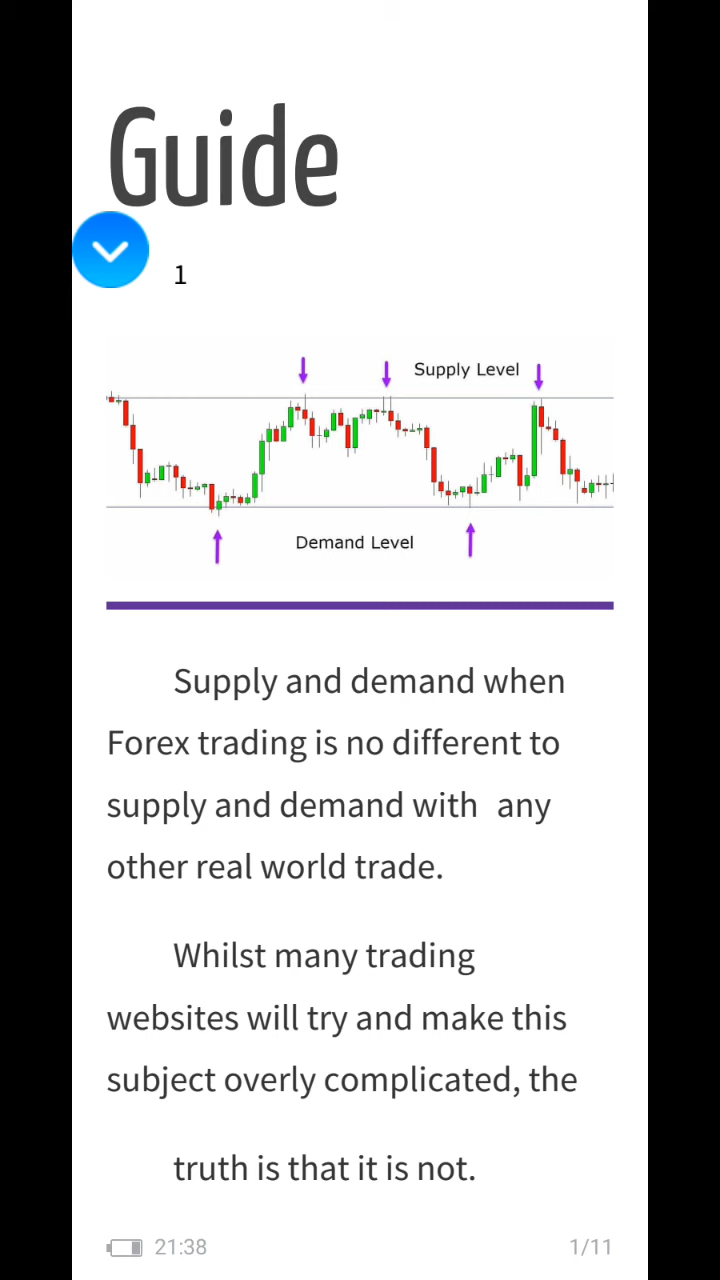 Guide
1
Supply Level
Demand Level
Supply and demand when
Forex trading is no different to
supply and demand with any
other real world trade.
Whilst many trading
websites will try and make this
subject overly complicated, the
truth is that it is not.
21:38
1/11